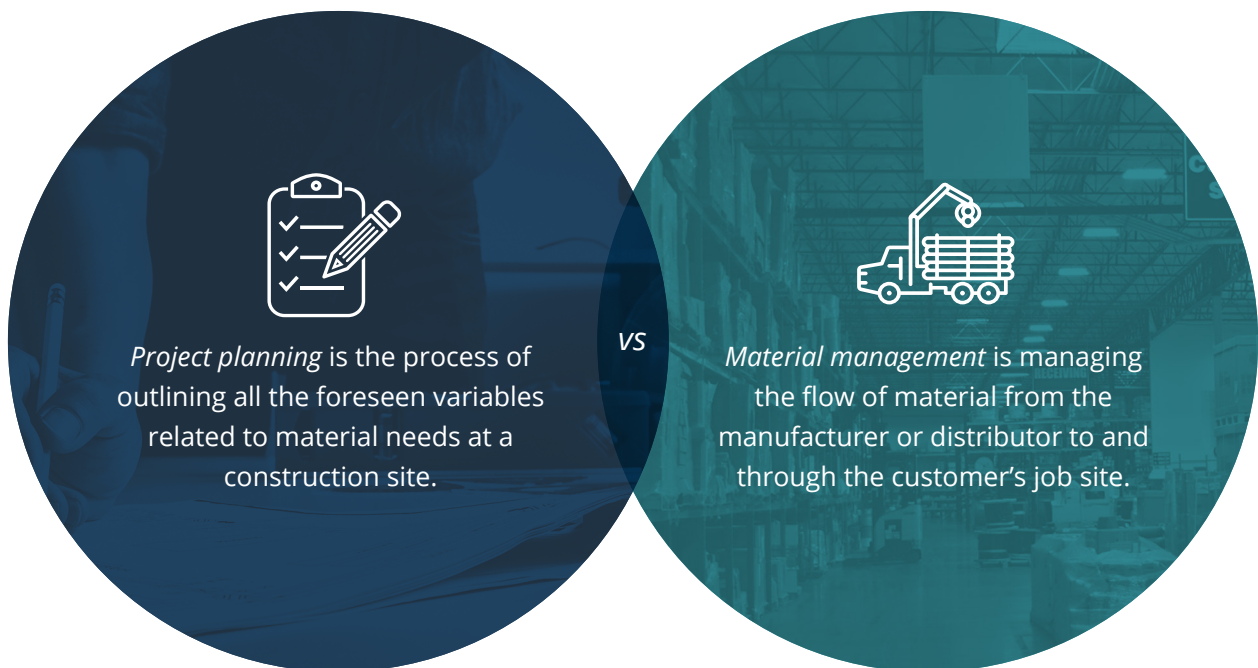 Project planning is the process of
outlining all the foreseen variables
related to material needs at a
construction site.
vs
Material management is managing
the flow of material from the
manufacturer or distributor to and
through the customer’s job site.